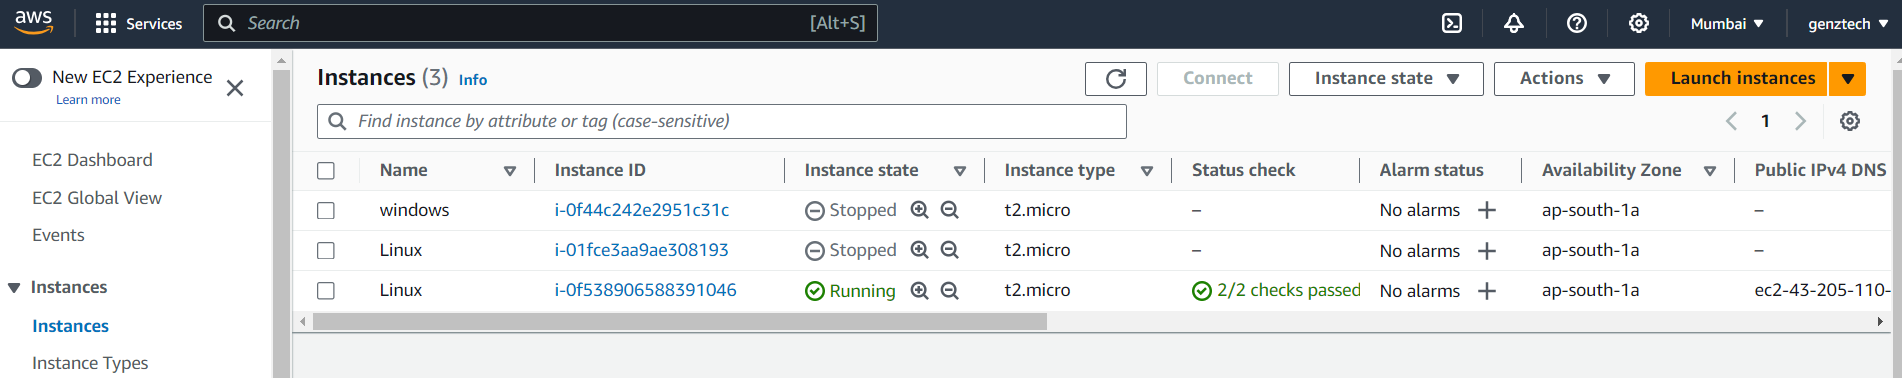 aws Services Search [Alt+S] Mumbai genztech
New EC2 Experience
Learn more
EC2 Dashboard
EC2 Global View
Events
Instances
Instances
Instance Types
Instances (3) Info Connect Instance state Actions Launch instances
Find instance by attribute or tag (case-sensitive) 1
Name Instance ID Instance state Instance type Status check Alarm status Availability Zone Public IPv4 DNS
windows i-0f44c242e2951c31c Stopped t2.micro – No alarms ap-south-1a –
Linux i-01fce3aa9ae308193 Stopped t2.micro – No alarms ap-south-1a –
Linux i-0f538906588391046 Running t2.micro 2/2 checks passed No alarms ap-south-1a ec2-43-205-110-